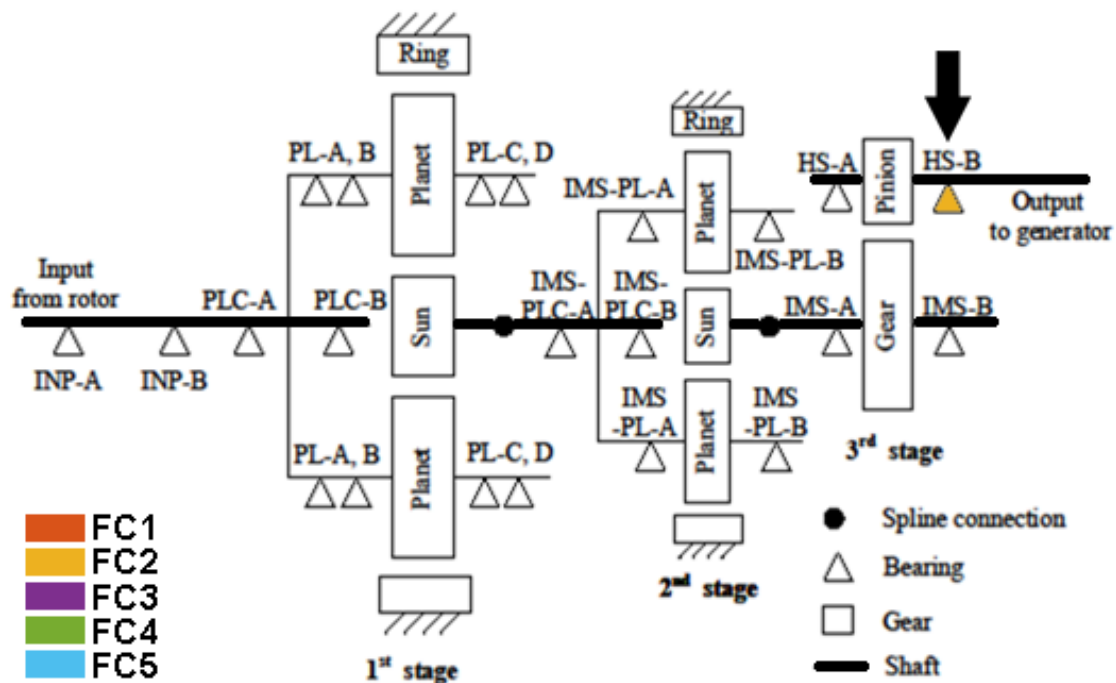 Ring
PL-A, B
Planet
PL-C, D
Ring
IMS-PL-A
Planet
IMS-PL-B
HS-A
Pinion
HS-B
Output
to generator
Input
from rotor
PLC-A
PLC-B
INP-A
INP-B
Sun
IMS-
PLC-A
IMS-
PLC-B
Sun
IMS-A
Gear
IMS-B
PL-A, B
Planet
PL-C, D
IMS
-PL-A
Planet
IMS
-PL-B
3rd stage
2nd stage
1st stage
FC1
FC2
FC3
FC4
FC5
Spline connection
Bearing
Gear
Shaft